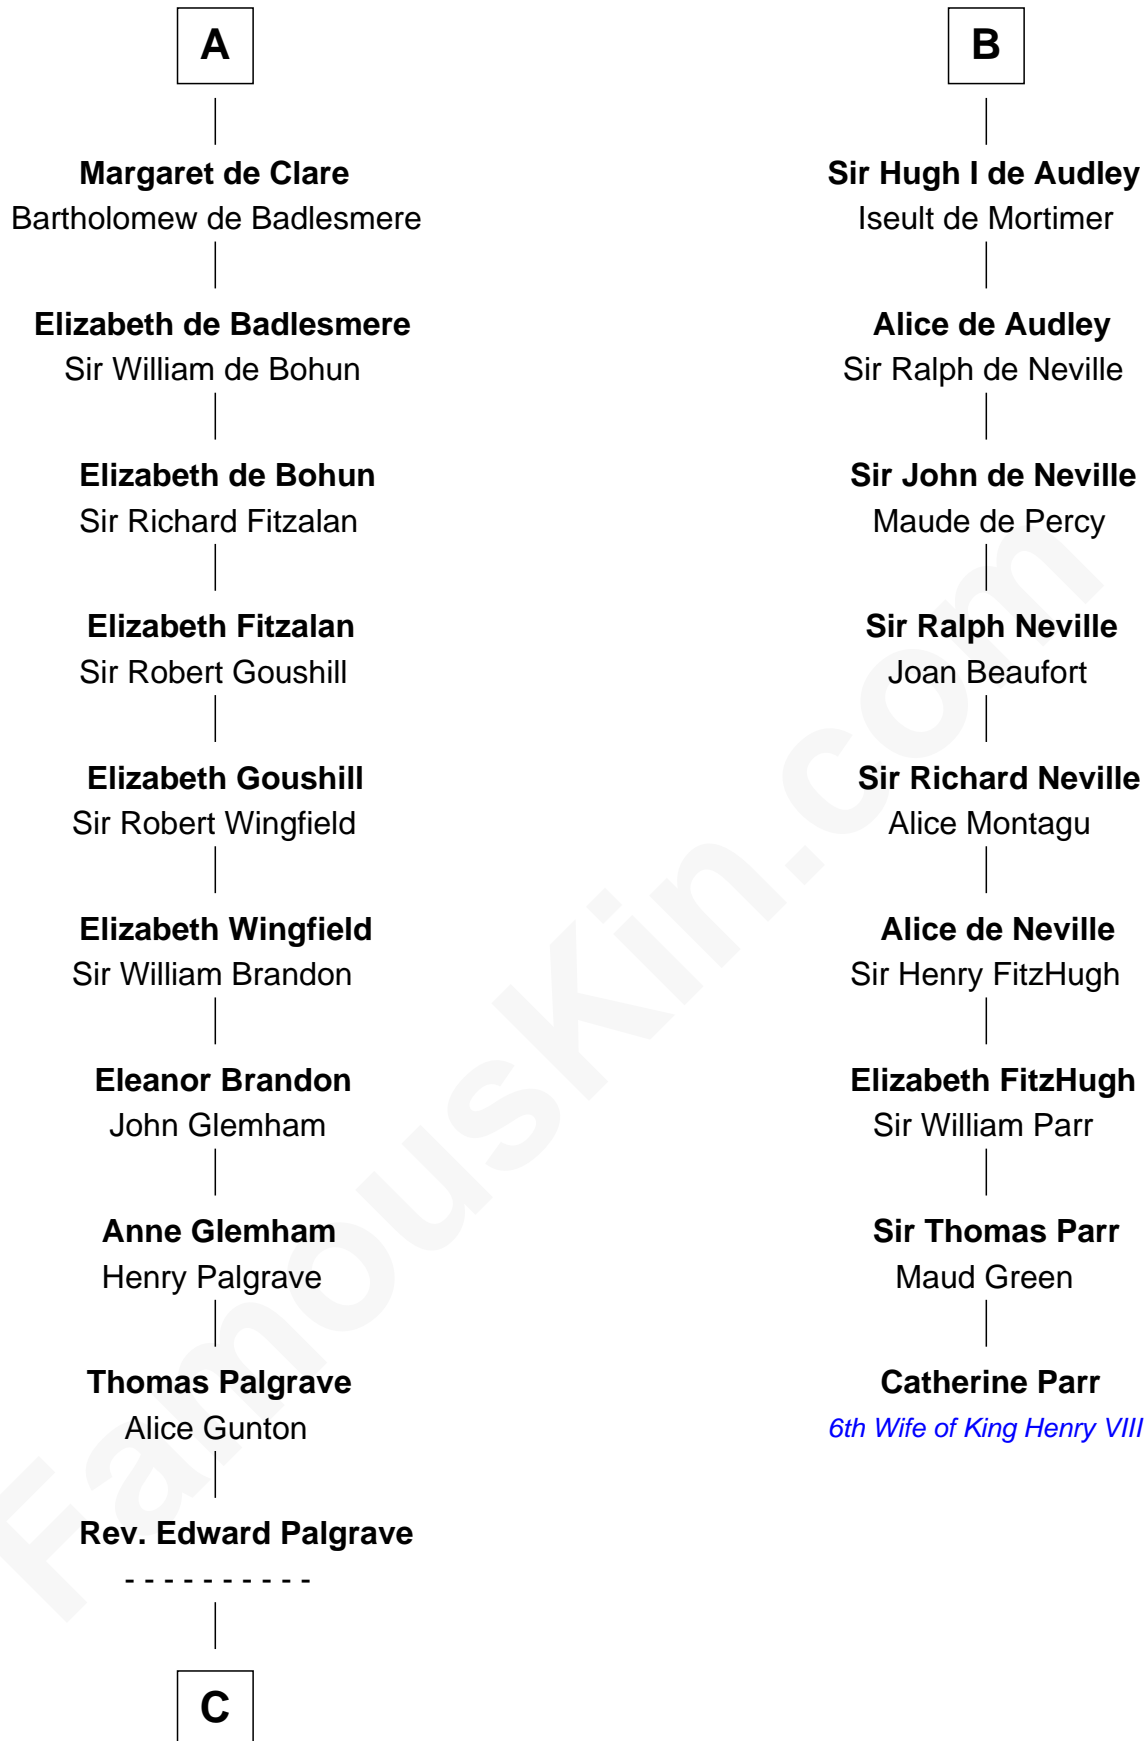 A
Margaret de Clare
Bartholomew de Badlesmere
Elizabeth de Badlesmere
Sir William de Bohun
Elizabeth de Bohun
Sir Richard Fitzalan
Elizabeth Fitzalan
Sir Robert Goushill
Elizabeth Goushill
Sir Robert Wingfield
Elizabeth Wingfield
Sir William Brandon
Eleanor Brandon
John Glemham
Anne Glemham
Henry Palgrave
Thomas Palgrave
Alice Gunton
Rev. Edward Palgrave
- - - - - - - - - -
C
B
Sir Hugh I de Audley
Iseult de Mortimer
Alice de Audley
Sir Ralph de Neville
Sir John de Neville
Maude de Percy
Sir Ralph Neville
Joan Beaufort
Sir Richard Neville
Alice Montagu
Alice de Neville
Sir Henry FitzHugh
Elizabeth FitzHugh
Sir William Parr
Sir Thomas Parr
Maud Green
Catherine Parr
6th Wife of King Henry VIII
FamousKin.com